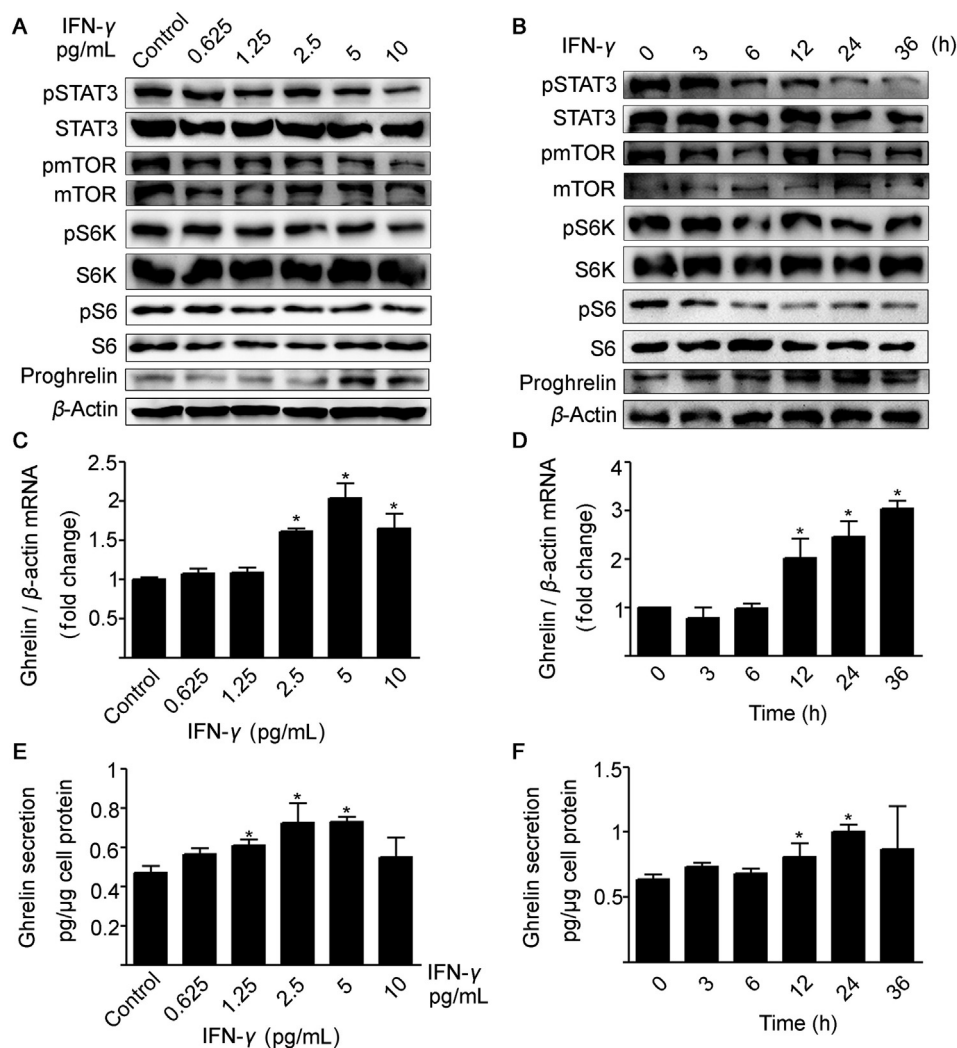 A
IFN-γ
pg/mL
Control
0.625
1.25
2.5
5
10
pSTAT3
STAT3
pmTOR
mTOR
pS6K
S6K
pS6
S6
Proghrelin
β-Actin
B
IFN-γ
0
3
6
12
24
36
(h)
pSTAT3
STAT3
pmTOR
mTOR
pS6K
S6K
pS6
S6
Proghrelin
β-Actin
C
Ghrelin / β-actin mRNA
(fold change)
2.5
2
1.5
1
0.5
*
*
*
Control
0.625
1.25
2.5
5
10
IFN-γ (pg/mL)
D
Ghrelin / β-actin mRNA
(fold change)
4
3
2
1
*
*
*
0
3
6
12
24
36
Time (h)
E
Ghrelin secretion
pg/μg cell protein
1
0.8
0.6
0.4
0.2
*
*
*
Control
0.625
1.25
2.5
5
10
IFN-γ
pg/mL
IFN-γ (pg/mL)
F
Ghrelin secretion
pg/μg cell protein
1.5
1
0.5
*
*
0
3
6
12
24
36
Time (h)